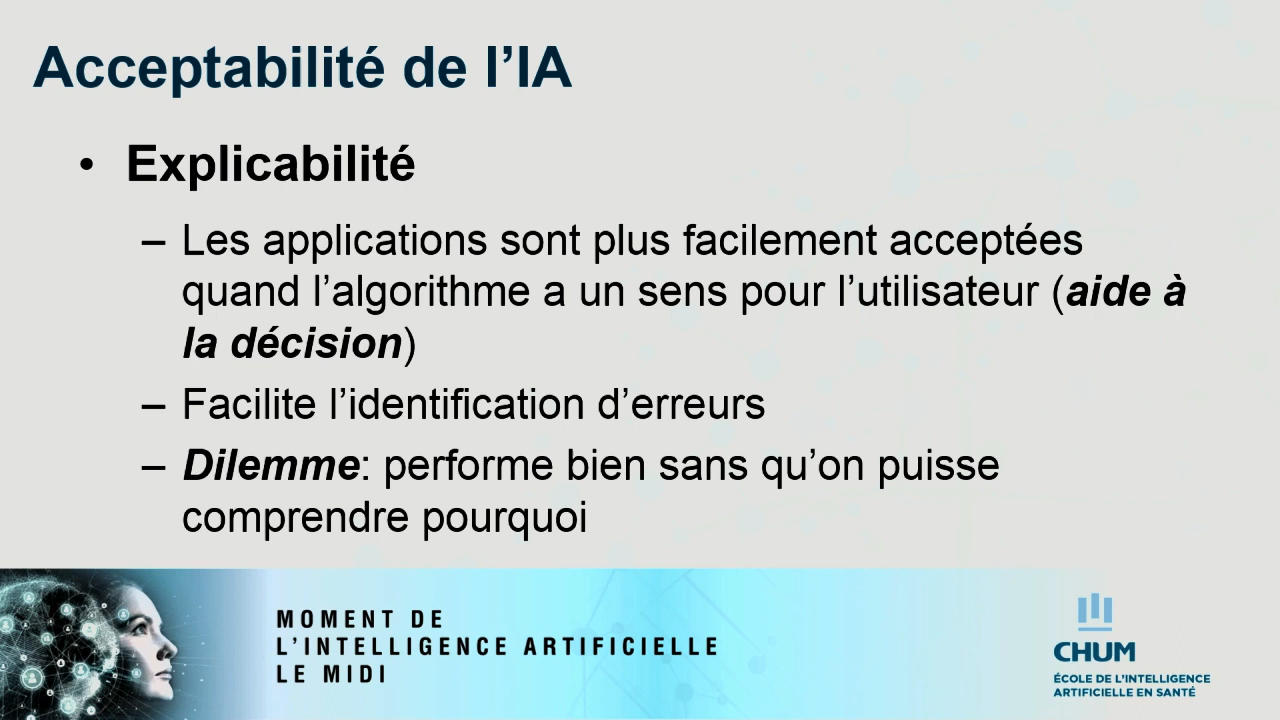 Acceptabilité de l’IA
• Explicabilité
– Les applications sont plus facilement acceptées
quand l’algorithme a un sens pour l’utilisateur (aide à
la décision)
– Facilite l’identification d’erreurs
– Dilemme: performe bien sans qu’on puisse
comprendre pourquoi
MOMENT DE
L’INTELLIGENCE ARTIFICIELLE
LE MIDI
CHUM
ÉCOLE DE L’INTELLIGENCE
ARTIFICIELLE EN SANTÉ